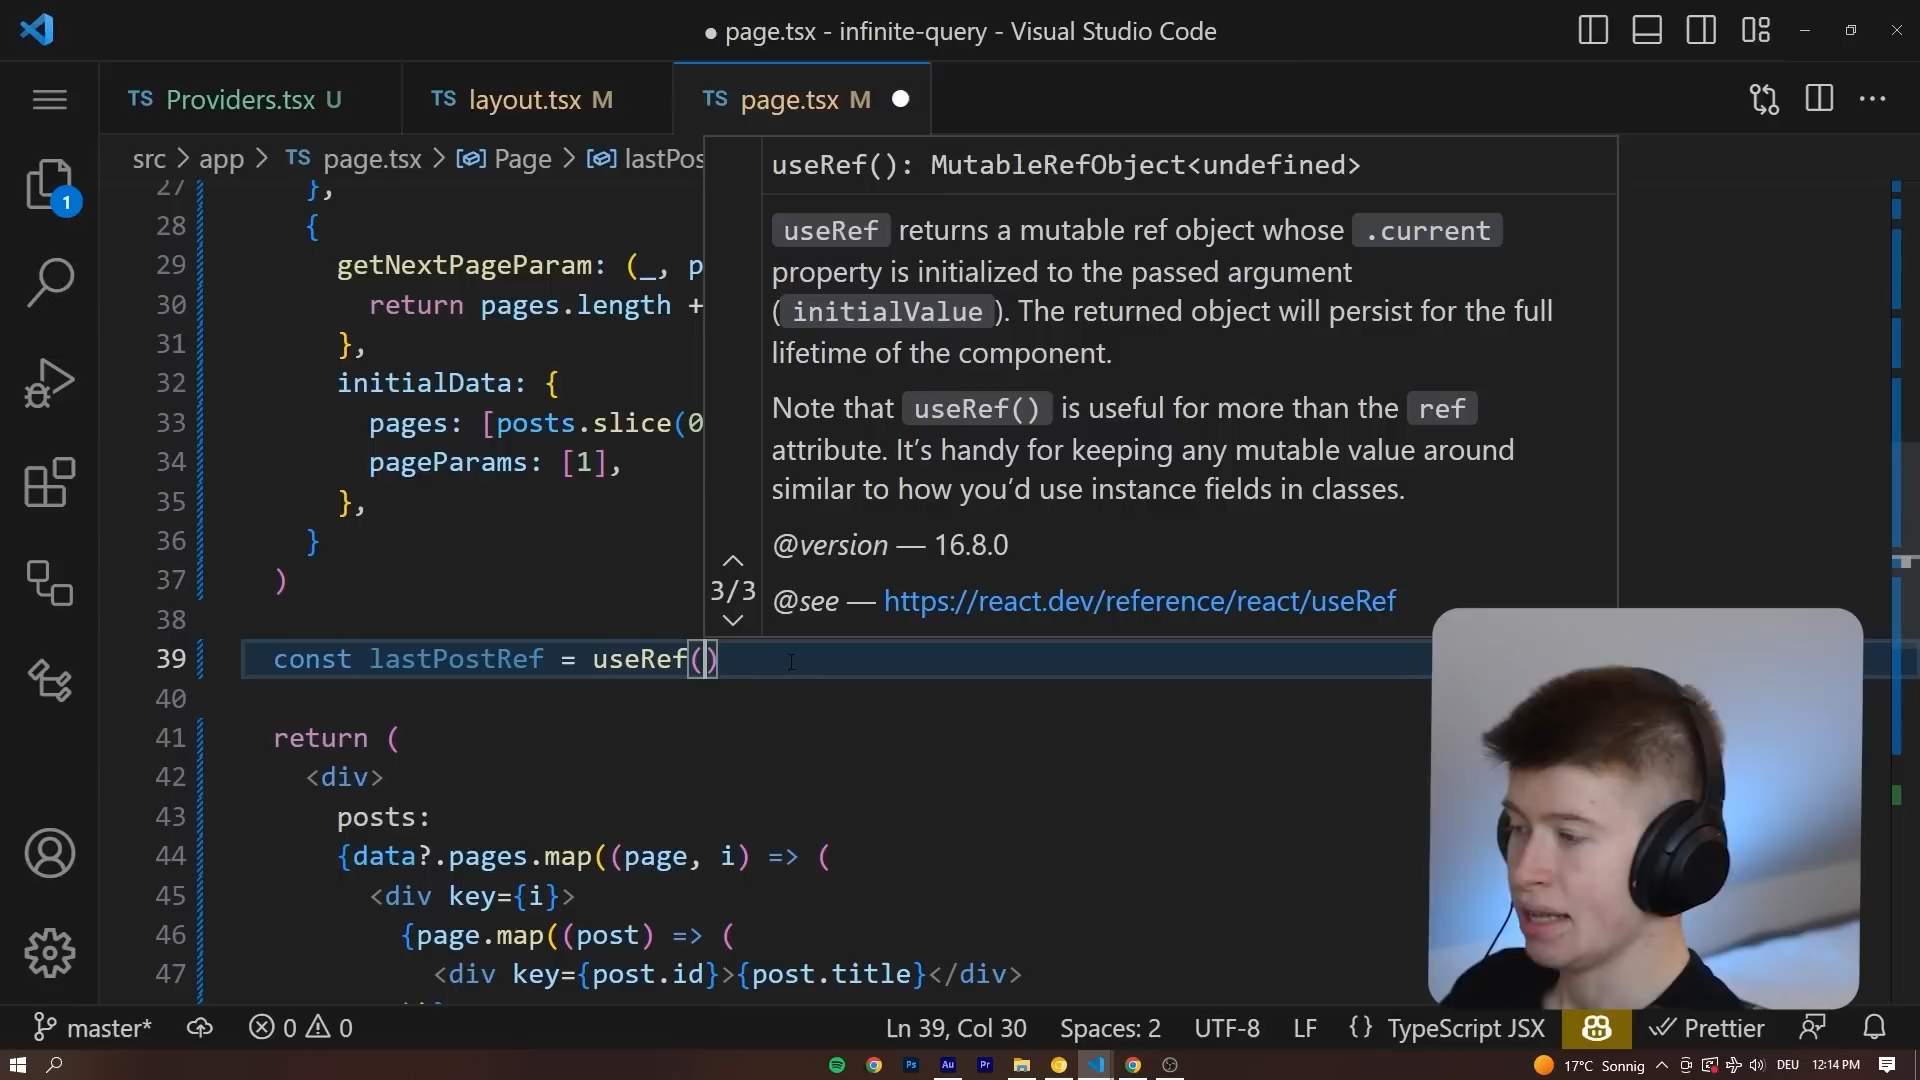 ● page.tsx - infinite-query - Visual Studio Code
TS Providers.tsx U
TS layout.tsx M
TS page.tsx M
src > app > TS page.tsx > Page > lastPos
useRef(): MutableRefObject<undefined>
useRef returns a mutable ref object whose .current
property is initialized to the passed argument
(initialValue). The returned object will persist for the full
lifetime of the component.
Note that useRef() is useful for more than the ref
attribute. It’s handy for keeping any mutable value around
similar to how you’d use instance fields in classes.
@version — 16.8.0
3/3
@see — https://react.dev/reference/react/useRef
1
27 },
28 {
29 getNextPageParam: (_, p
30 return pages.length +
31 },
32 initialData: {
33 pages: [posts.slice(0
34 pageParams: [1],
35 },
36 }
37 )
38
39 const lastPostRef = useRef()
40
41 return (
42 <div>
43 posts:
44 {data?.pages.map((page, i) => (
45 <div key={i}>
46 {page.map((post) => (
47 <div key={post.id}>{post.title}</div>
master* 0 0 Ln 39, Col 30 Spaces: 2 UTF-8 LF {} TypeScript JSX Prettier
Ps Au Pr 17°C Sonnig DEU 12:14 PM